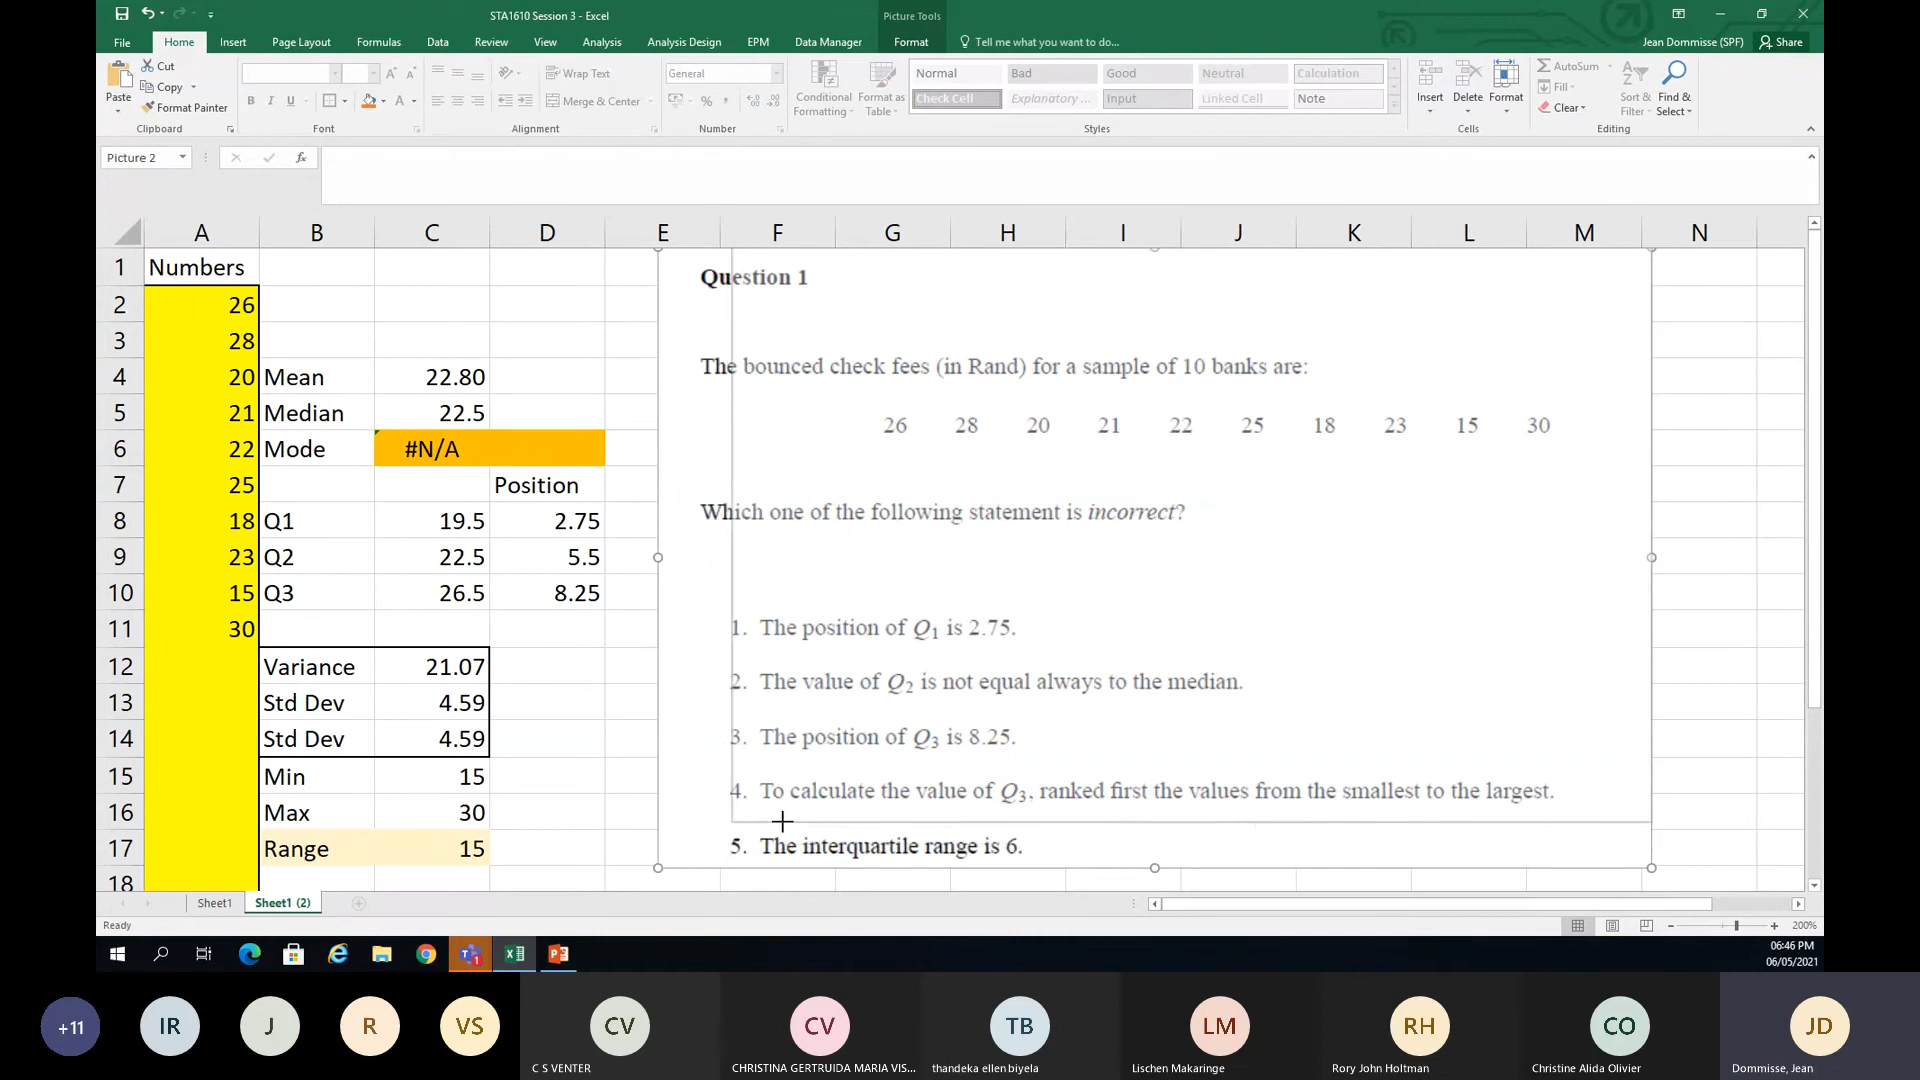 STA1610 Session 3 - Excel
Picture Tools
File
Home
Insert
Page Layout
Formulas
Data
Review
View
Analysis
Analysis Design
EPM
Data Manager
Format
Tell me what you want to do...
Jean Dommisse (SPF)
Share
Paste
Cut
Copy
Format Painter
Clipboard
B I U
Font
Wrap Text
Merge & Center
Alignment
General
%
Number
Conditional Formatting
Format as Table
Normal
Bad
Good
Neutral
Calculation
Check Cell
Explanatory ...
Input
Linked Cell
Note
Styles
Insert
Delete
Format
Cells
AutoSum
Fill
Clear
Sort & Filter
Find & Select
Editing
Picture 2
fx
A B C D E F G H I J K L M N
1 Numbers
2 26
3 28
4 20 Mean 22.80
5 21 Median 22.5
6 22 Mode #N/A
7 25 Position
8 18 Q1 19.5 2.75
9 23 Q2 22.5 5.5
10 15 Q3 26.5 8.25
11 30
12 Variance 21.07
13 Std Dev 4.59
14 Std Dev 4.59
15 Min 15
16 Max 30
17 Range 15
18
Question 1
The bounced check fees (in Rand) for a sample of 10 banks are:
26 28 20 21 22 25 18 23 15 30
Which one of the following statement is incorrect?
1. The position of Q1 is 2.75.
2. The value of Q2 is not equal always to the median.
3. The position of Q3 is 8.25.
4. To calculate the value of Q3, ranked first the values from the smallest to the largest.
5. The interquartile range is 6.
Sheet1
Sheet1 (2)
Ready
200%
06:46 PM
06/05/2021
+11
IR
J
R
VS
CV
C S VENTER
CV
CHRISTINA GERTRUIDA MARIA VIS...
TB
thandeka ellen biyela
LM
Lischen Makaringe
RH
Rory John Holtman
CO
Christine Alida Olivier
JD
Dommisse, Jean